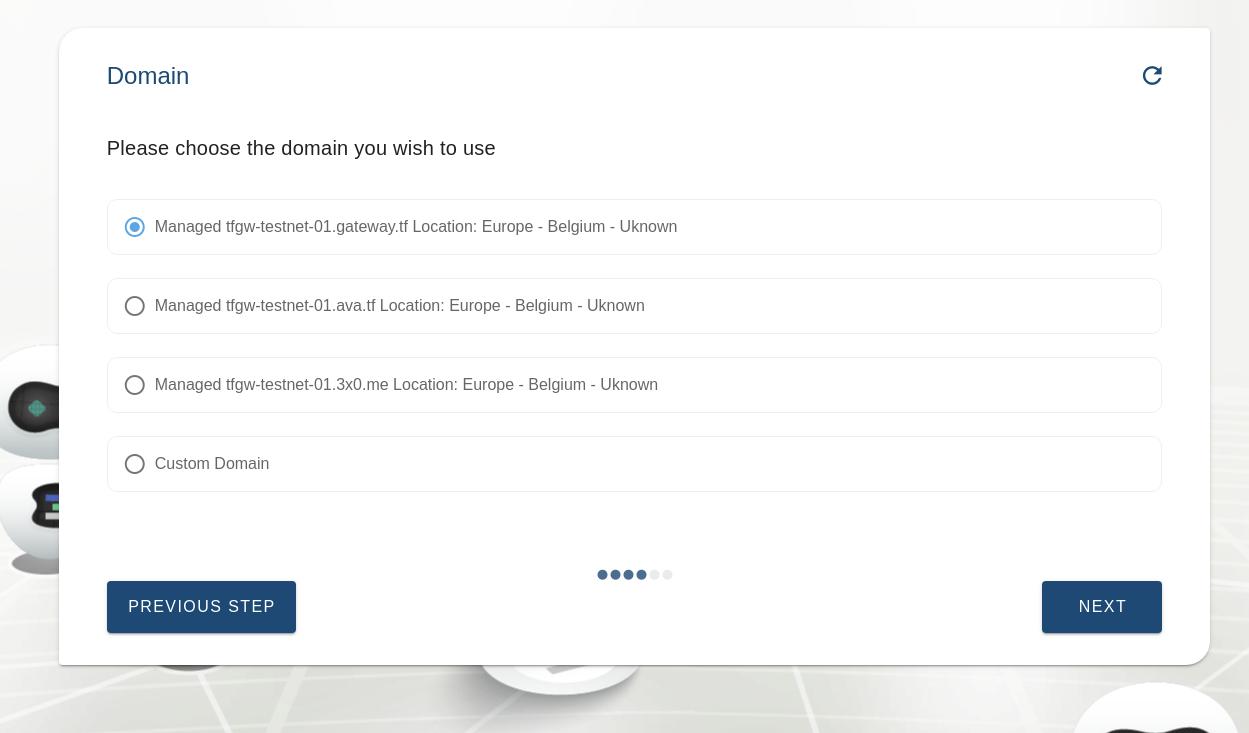 Domain
Please choose the domain you wish to use
Managed tfgw-testnet-01.gateway.tf Location: Europe - Belgium - Uknown
Managed tfgw-testnet-01.ava.tf Location: Europe - Belgium - Uknown
Managed tfgw-testnet-01.3x0.me Location: Europe - Belgium - Uknown
Custom Domain
PREVIOUS STEP
NEXT